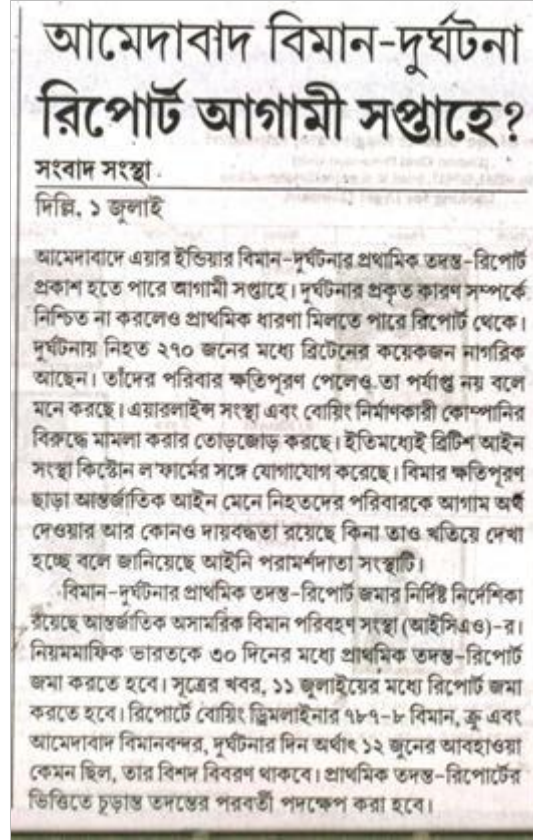 আমেদাবাদ বিমান-দুর্ঘটনা
রিপোর্ট আগামী সপ্তাহে?
সংবাদ সংস্থা
দিল্লি, ১ জুলাই
আমেদাবাদে এয়ার ইন্ডিয়ার বিমান-দুর্ঘটনার প্রথামিক তদন্ত-রিপোর্ট
প্রকাশ হতে পারে আগামী সপ্তাহে। দুর্ঘটনার প্রকৃত কারণ সম্পর্কে
নিশ্চিত না করলেও প্রাথমিক ধারণা মিলতে পারে রিপোর্ট থেকে।
দুর্ঘটনায় নিহত ২৭০ জনের মধ্যে ব্রিটেনের কয়েকজন নাগরিক
আছেন। তাঁদের পরিবার ক্ষতিপূরণ পেলেও তা পর্যাপ্ত নয় বলে
মনে করছে। এয়ারলাইন্স সংস্থা এবং বোয়িং নির্মাণকারী কোম্পানির
বিরুদ্ধে মামলা করার তোড়জোড় করছে। ইতিমধ্যেই ব্রিটিশ আইন
সংস্থা কিস্টোন ল'ফার্মের সঙ্গে যোগাযোগ করেছে। বিমার ক্ষতিপূরণ
ছাড়া আন্তর্জাতিক আইন মেনে নিহতদের পরিবারকে আগাম অর্থ
দেওয়ার আর কোনও দায়বদ্ধতা রয়েছে কিনা তাও খতিয়ে দেখা
হচ্ছে বলে জানিয়েছে আইনি পরামর্শদাতা সংস্থাটি।
বিমান-দুর্ঘটনার প্রাথমিক তদন্ত-রিপোর্ট জমার নির্দিষ্ট নির্দেশিকা
রয়েছে আন্তর্জাতিক অসামরিক বিমান পরিবহণ সংস্থা (আইসিএও)-র।
নিয়মমাফিক ভারতকে ৩০ দিনের মধ্যে প্রাথমিক তদন্ত-রিপোর্ট
জমা করতে হবে। সূত্রের খবর, ১১ জুলাইয়ের মধ্যে রিপোর্ট জমা
করতে হবে। রিপোর্টে বোয়িং ড্রিমলাইনার ৭৮৭-৮ বিমান, ক্রু এবং
আমেদাবাদ বিমানবন্দর, দুর্ঘটনার দিন অর্থাৎ ১২ জুনের আবহাওয়া
কেমন ছিল, তার বিশদ বিবরণ থাকবে। প্রাথমিক তদন্ত-রিপোর্টের
ভিত্তিতে চূড়ান্ত তদন্তের পরবর্তী পদক্ষেপ করা হবে।